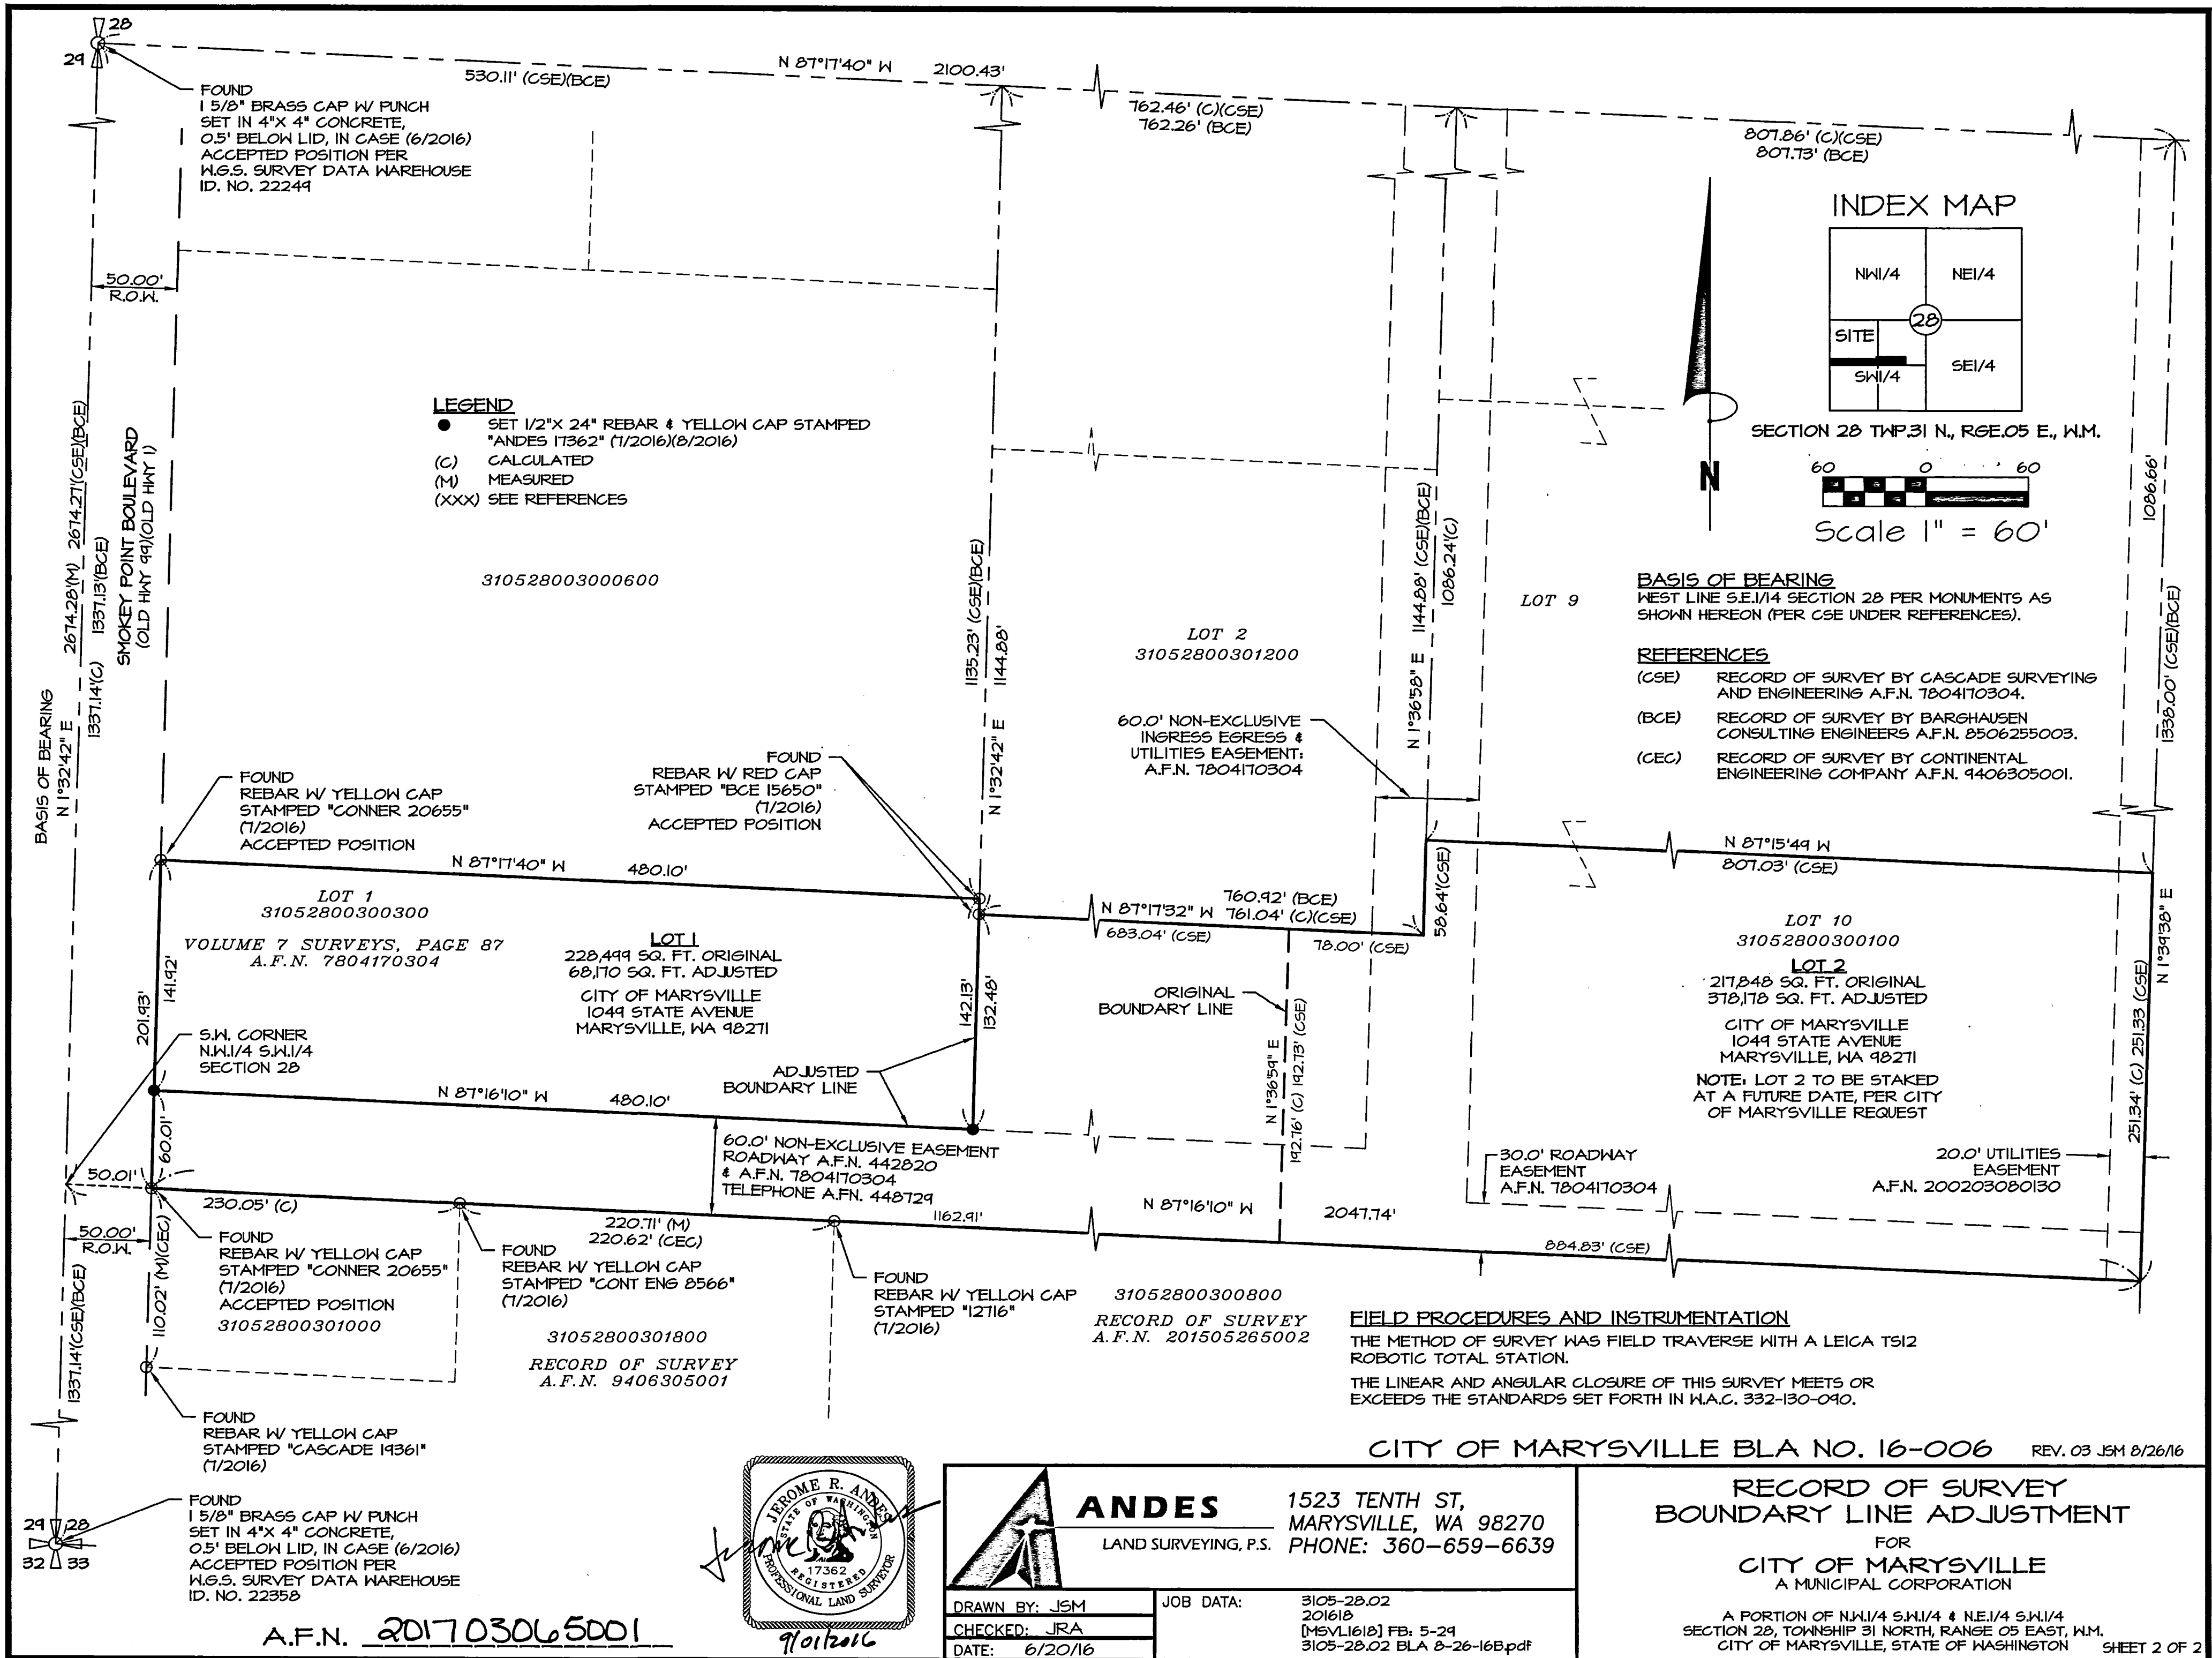 28
29
N 87°17'40" W 2100.43'
530.11' (CSE)(BCE)
762.46' (C)(CSE)
762.26' (BCE)
807.86' (C)(CSE)
807.73' (BCE)
FOUND
1 5/8" BRASS CAP W/ PUNCH
SET IN 4"X 4" CONCRETE,
0.5' BELOW LID, IN CASE (6/2016)
ACCEPTED POSITION PER
W.G.S. SURVEY DATA WAREHOUSE
ID. NO. 22249
50.00'
R.O.W.
INDEX MAP
NW1/4
NE1/4
28
SITE
SW1/4
SE1/4
SECTION 28 TWP.31 N., RGE.05 E., W.M.
N
60 0 60
Scale 1" = 60'
LEGEND
SET 1/2"X 24" REBAR & YELLOW CAP STAMPED
"ANDES 17362" (7/2016)(8/2016)
(C) CALCULATED
(M) MEASURED
(XXX) SEE REFERENCES
310528003000600
BASIS OF BEARING
N 1°32'42" E
2674.28'(M) 2674.27'(CSE)(BCE)
1337.14'(C) 1337.13'(BCE)
SMOKEY POINT BOULEVARD
(OLD HWY 99)(OLD HWY 1)
1135.23' (CSE)(BCE)
1144.88'
N 1°32'42" E
LOT 2
31052800301200
N 1°36'58" E 1144.88' (CSE)(BCE)
1086.24'(C)
LOT 9
1086.66'
1338.00' (CSE)(BCE)
BASIS OF BEARING
WEST LINE S.E.1/14 SECTION 28 PER MONUMENTS AS
SHOWN HEREON (PER CSE UNDER REFERENCES).
REFERENCES
(CSE) RECORD OF SURVEY BY CASCADE SURVEYING
AND ENGINEERING A.F.N. 7804170304.
(BCE) RECORD OF SURVEY BY BARGHAUSEN
CONSULTING ENGINEERS A.F.N. 8506255003.
(CEC) RECORD OF SURVEY BY CONTINENTAL
ENGINEERING COMPANY A.F.N. 9406305001.
60.0' NON-EXCLUSIVE
INGRESS EGRESS &
UTILITIES EASEMENT:
A.F.N. 7804170304
FOUND
REBAR W/ YELLOW CAP
STAMPED "CONNER 20655"
(7/2016)
ACCEPTED POSITION
FOUND
REBAR W/ RED CAP
STAMPED "BCE 15650"
(7/2016)
ACCEPTED POSITION
N 87°17'40" W 480.10'
LOT 1
31052800300300
VOLUME 7 SURVEYS, PAGE 87
A.F.N. 7804170304
LOT 1
228,499 SQ. FT. ORIGINAL
68,170 SQ. FT. ADJUSTED
CITY OF MARYSVILLE
1049 STATE AVENUE
MARYSVILLE, WA 98271
201.93'
141.92'
142.13'
132.48'
760.92' (BCE)
N 87°17'32" W 761.04' (C)(CSE)
683.04' (CSE)
78.00' (CSE)
58.64'(CSE)
N 87°15'49 W
807.03' (CSE)
LOT 10
31052800300100
LOT 2
217,848 SQ. FT. ORIGINAL
378,178 SQ. FT. ADJUSTED
CITY OF MARYSVILLE
1049 STATE AVENUE
MARYSVILLE, WA 98271
NOTE: LOT 2 TO BE STAKED
AT A FUTURE DATE, PER CITY
OF MARYSVILLE REQUEST
N 1°39'38" E
251.34' (C) 251.33 (CSE)
ORIGINAL
BOUNDARY LINE
N 1°36'59" E
192.76' (C) 192.73' (CSE)
S.W. CORNER
N.W.1/4 S.W.1/4
SECTION 28
ADJUSTED
BOUNDARY LINE
N 87°16'10" W 480.10'
60.01'
50.01'
60.0' NON-EXCLUSIVE EASEMENT
ROADWAY A.F.N. 442820
& A.F.N. 7804170304
TELEPHONE A.FN. 448729
30.0' ROADWAY
EASEMENT
A.F.N. 7804170304
20.0' UTILITIES
EASEMENT
A.F.N. 200203080130
230.05' (C)
220.71' (M)
220.62' (CEC)
1162.91'
N 87°16'10" W 2047.74'
884.83' (CSE)
50.00'
R.O.W.
1337.14'(CSE)(BCE)
110.02' (M)(CEC)
FOUND
REBAR W/ YELLOW CAP
STAMPED "CONNER 20655"
(7/2016)
ACCEPTED POSITION
31052800301000
FOUND
REBAR W/ YELLOW CAP
STAMPED "CONT ENG 8566"
(7/2016)
31052800301800
RECORD OF SURVEY
A.F.N. 9406305001
FOUND
REBAR W/ YELLOW CAP
STAMPED "12716"
(7/2016)
31052800300800
RECORD OF SURVEY
A.F.N. 201505265002
FIELD PROCEDURES AND INSTRUMENTATION
THE METHOD OF SURVEY WAS FIELD TRAVERSE WITH A LEICA TS12
ROBOTIC TOTAL STATION.
THE LINEAR AND ANGULAR CLOSURE OF THIS SURVEY MEETS OR
EXCEEDS THE STANDARDS SET FORTH IN W.A.C. 332-130-090.
FOUND
REBAR W/ YELLOW CAP
STAMPED "CASCADE 19361"
(7/2016)
FOUND
1 5/8" BRASS CAP W/ PUNCH
SET IN 4"X 4" CONCRETE,
0.5' BELOW LID, IN CASE (6/2016)
ACCEPTED POSITION PER
W.G.S. SURVEY DATA WAREHOUSE
ID. NO. 22358
29 28
32 33
A.F.N. 201703065001
JEROME R. ANDES
STATE OF WASHINGTON
17362
REGISTERED
PROFESSIONAL LAND SURVEYOR
9/01/2016
CITY OF MARYSVILLE BLA NO. 16-006 REV. 03 JSM 8/26/16
ANDES
LAND SURVEYING, P.S.
1523 TENTH ST,
MARYSVILLE, WA 98270
PHONE: 360-659-6639
DRAWN BY: JSM
CHECKED: JRA
DATE: 6/20/16
JOB DATA: 3105-28.02
201618
[MSVL1618] FB: 5-29
3105-28.02 BLA 8-26-16B.pdf
RECORD OF SURVEY
BOUNDARY LINE ADJUSTMENT
FOR
CITY OF MARYSVILLE
A MUNICIPAL CORPORATION
A PORTION OF N.W.1/4 S.W.1/4 & N.E.1/4 S.W.1/4
SECTION 28, TOWNSHIP 31 NORTH, RANGE 05 EAST, W.M.
CITY OF MARYSVILLE, STATE OF WASHINGTON
SHEET 2 OF 2